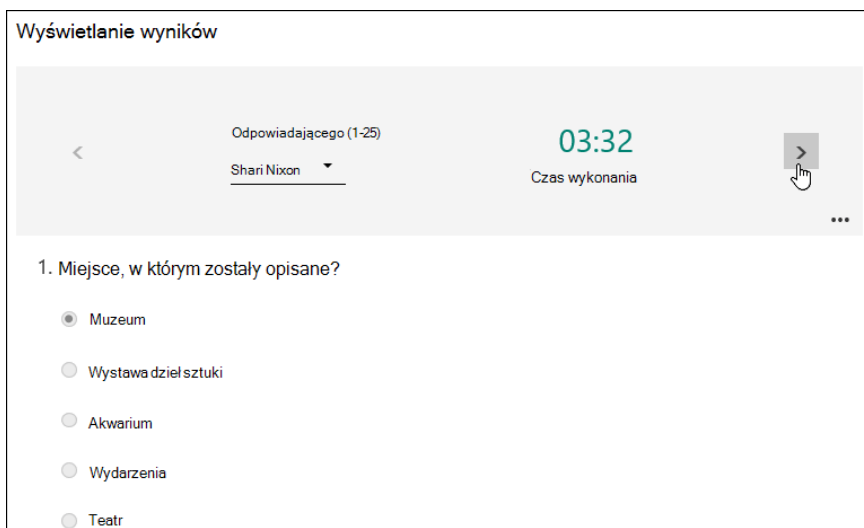 Wyświetlanie wyników
Odpowiadającego (1-25)
Shari Nixon
03:32
Czas wykonania
1. Miejsce, w którym zostały opisane?
Muzeum
Wystawa dzieł sztuki
Akwarium
Wydarzenia
Teatr